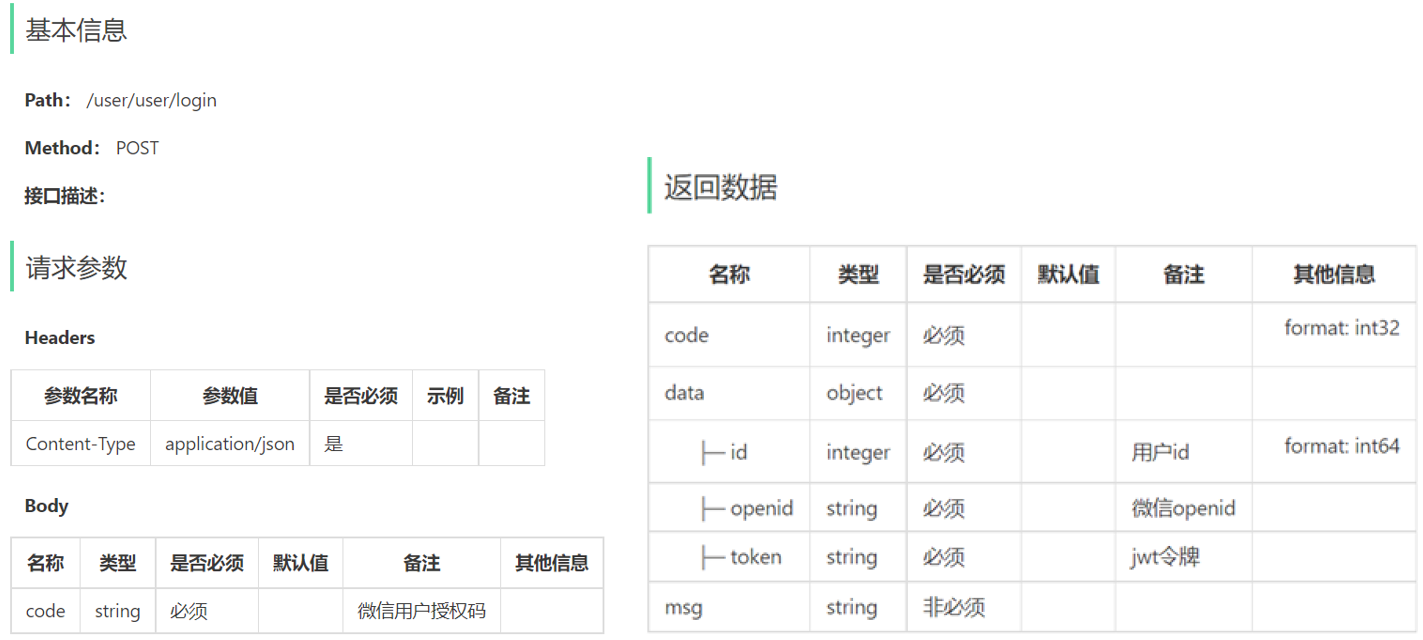 基本信息
Path： /user/user/login
Method： POST
接口描述：
请求参数
Headers
参数名称 参数值 是否必须 示例 备注
Content-Type application/json 是
Body
名称 类型 是否必须 默认值 备注 其他信息
code string 必须 微信用户授权码
返回数据
名称 类型 是否必须 默认值 备注 其他信息
code integer 必须 format: int32
data object 必须
├─ id integer 必须 用户id format: int64
├─ openid string 必须 微信openid
├─ token string 必须 jwt令牌
msg string 非必须